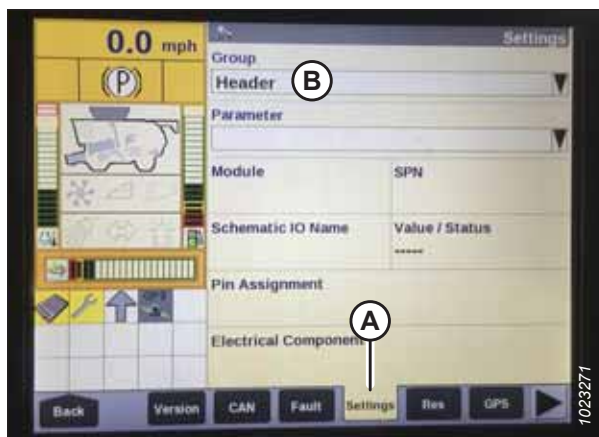 0.0 mph
(P)
Settings
Group
Header
B
Parameter
Module
SPN
Schematic IO Name
Value / Status
-----
Pin Assignment
A
Electrical Component
Back
Version
CAN
Fault
Settings
Res
GPS
1023271